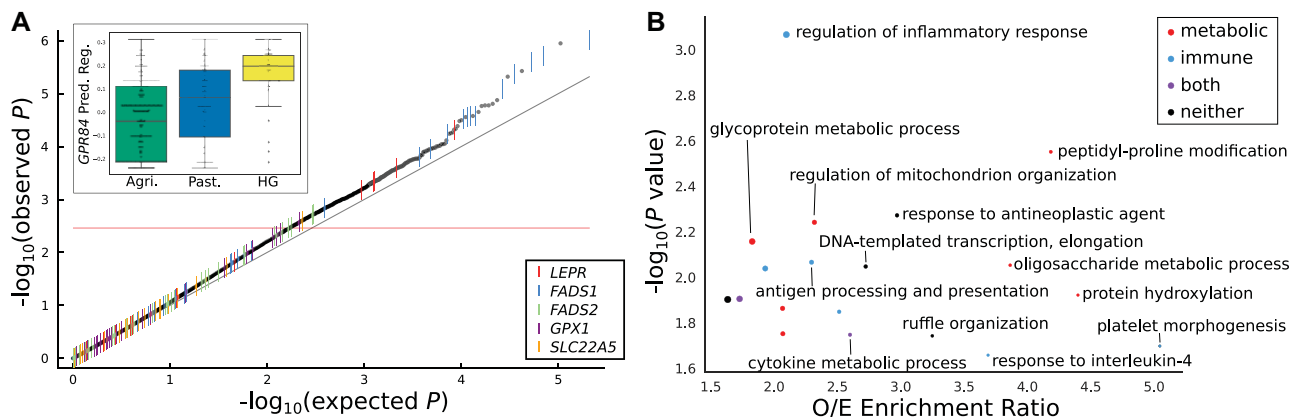 A
6
5
4
3
2
1
0
-log10(observed P)
GPR84 Pred. Reg.
0.3
0.2
0.1
0.0
-0.1
-0.2
Agri. Past. HG
LEPR
FADS1
FADS2
GPX1
SLC22A5
0 1 2 3 4 5
-log10(expected P)
B
3.0
2.8
2.6
2.4
2.2
2.0
1.8
1.6
-log10(P value)
regulation of inflammatory response
metabolic
immune
both
neither
glycoprotein metabolic process
peptidyl-proline modification
regulation of mitochondrion organization
response to antineoplastic agent
DNA-templated transcription, elongation
oligosaccharide metabolic process
antigen processing and presentation
protein hydroxylation
ruffle organization
platelet morphogenesis
cytokine metabolic process
response to interleukin-4
1.5 2.0 2.5 3.0 3.5 4.0 4.5 5.0
O/E Enrichment Ratio